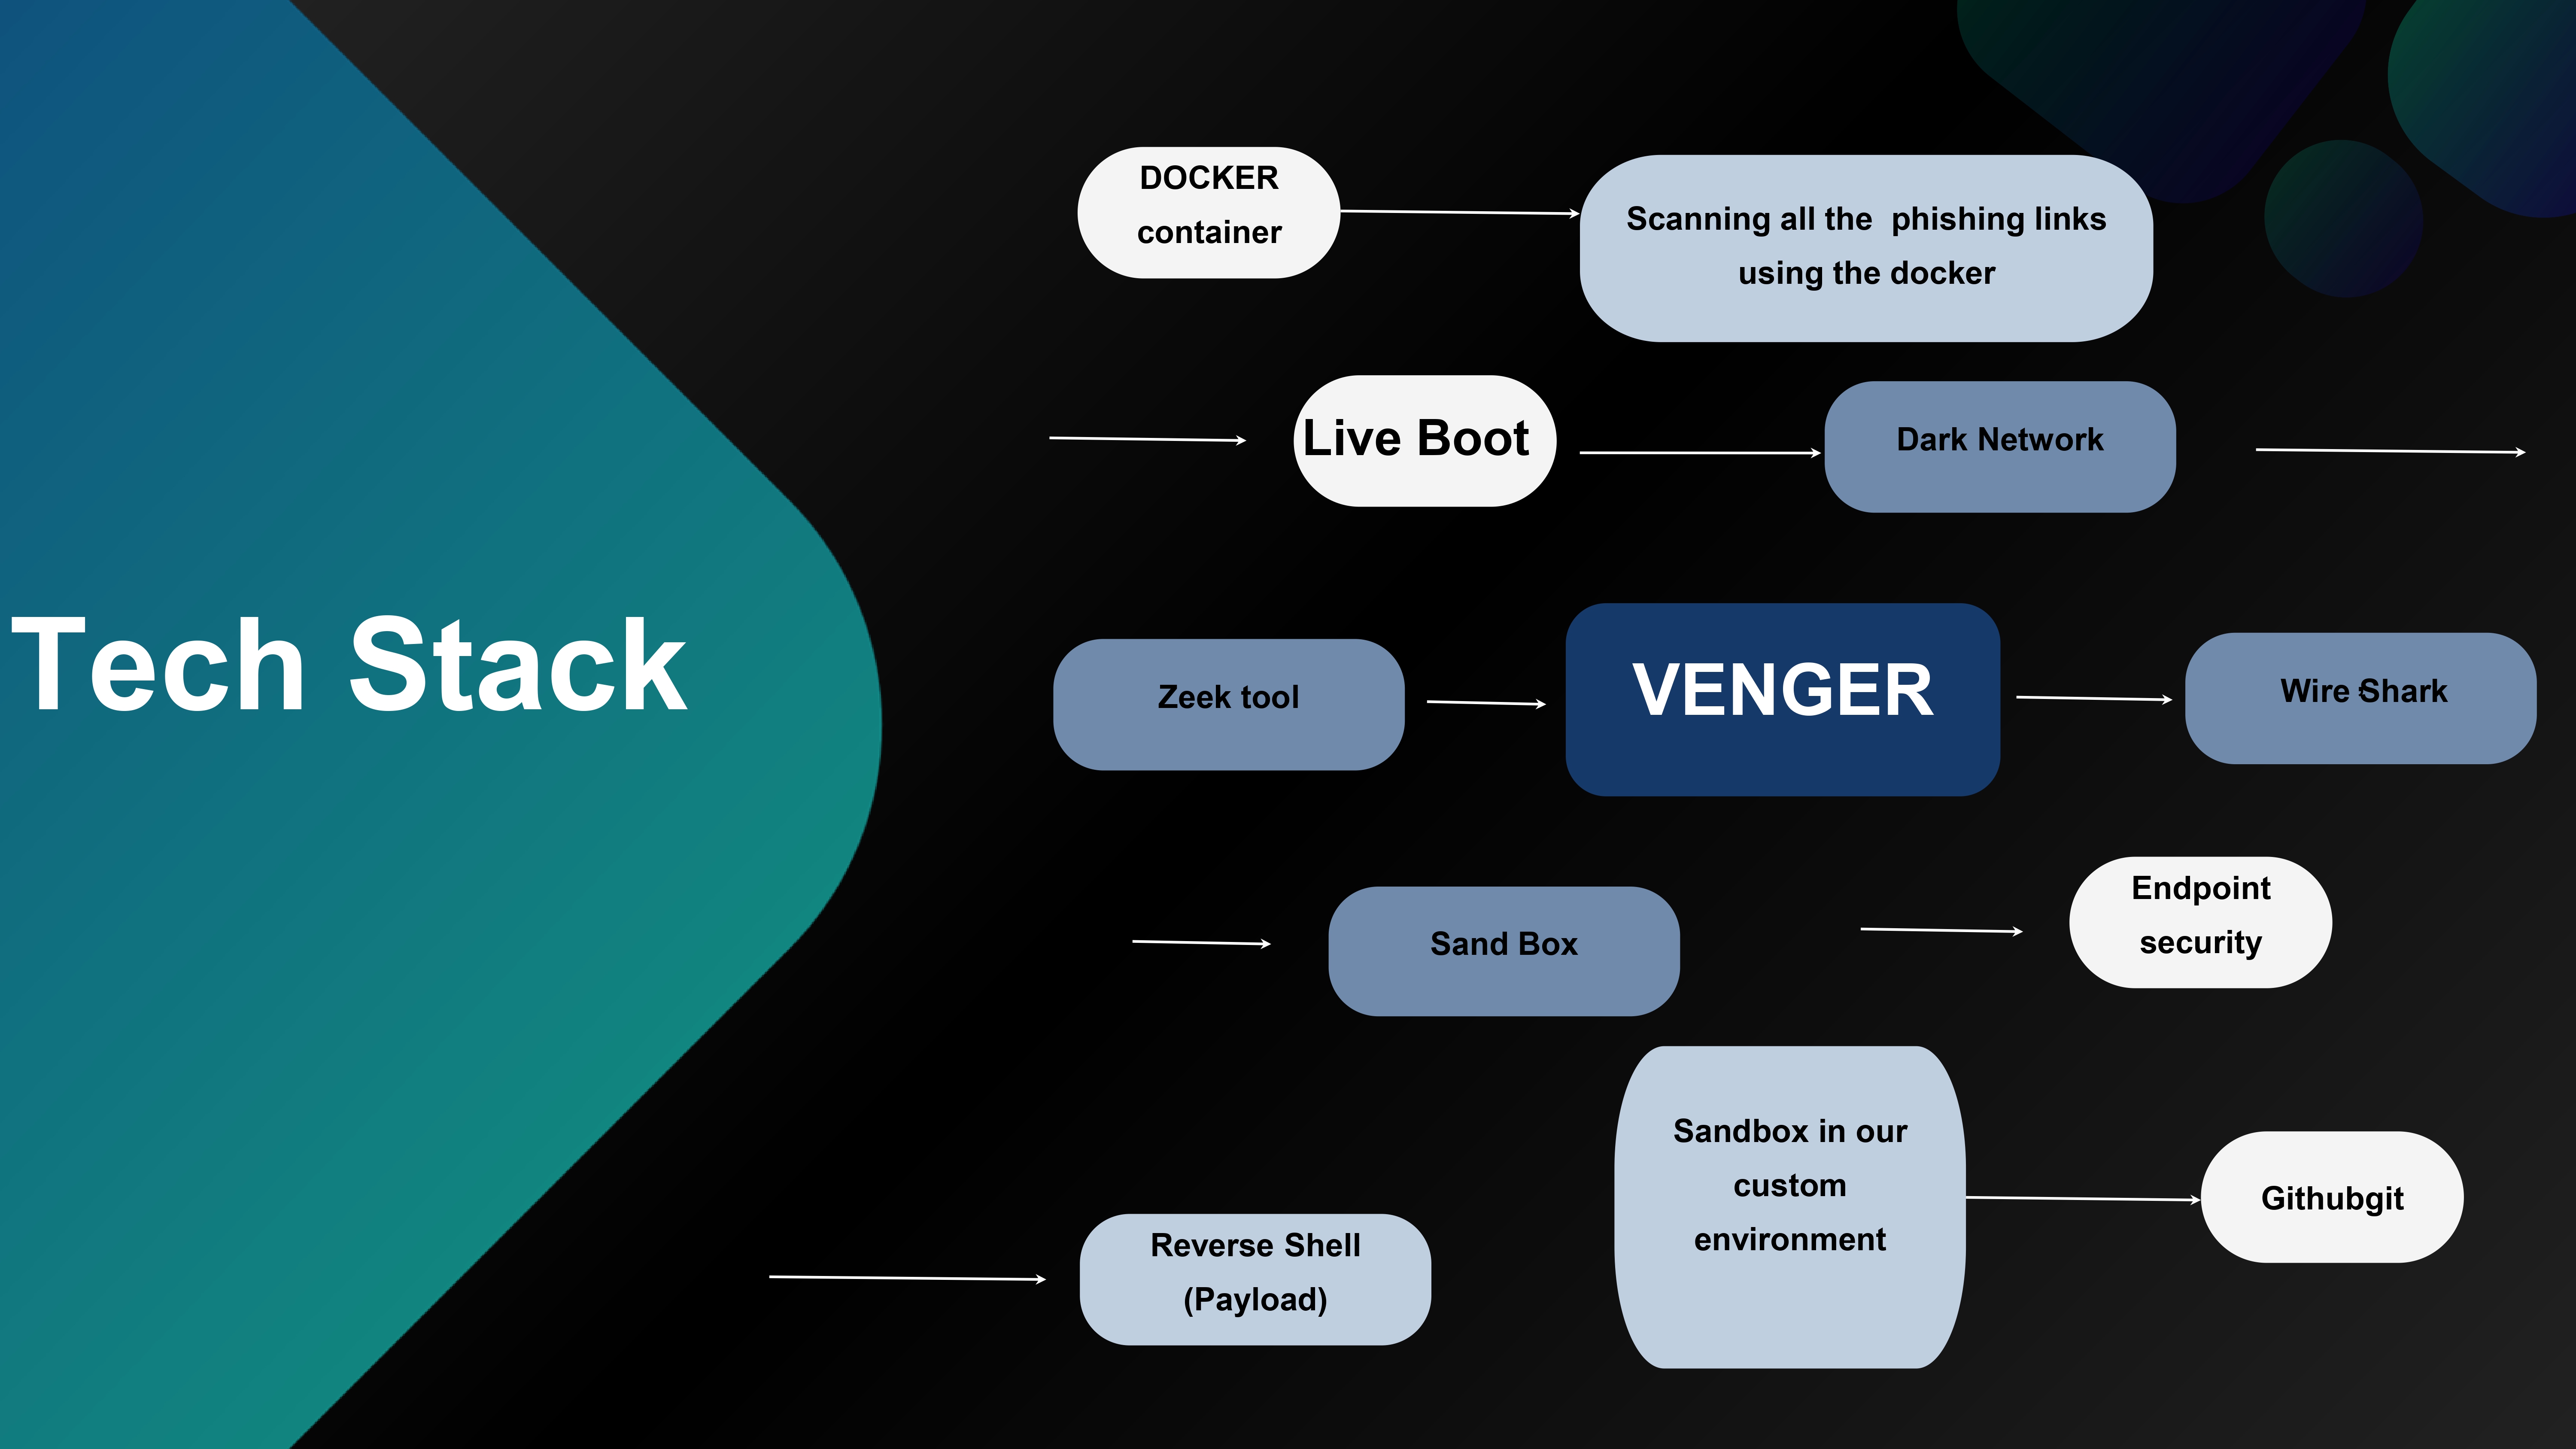 Tech Stack
DOCKER
container
Scanning all the  phishing links
using the docker
Live Boot
Dark Network
Zeek tool
VENGER
Wire Shark
Sand Box
Endpoint
security
Sandbox in our
custom
environment
Githubgit
Reverse Shell
(Payload)